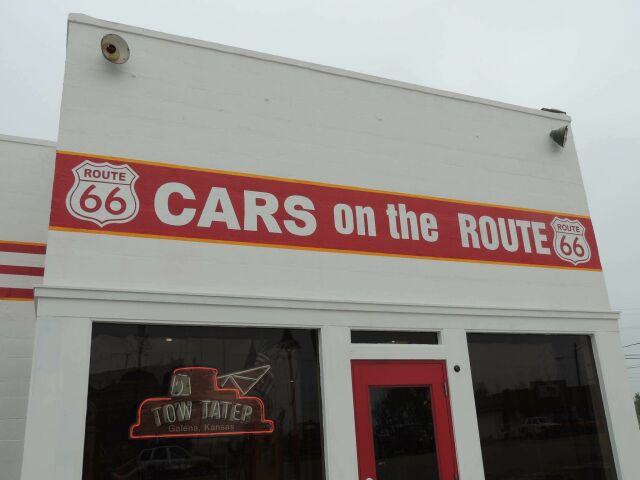 ROUTE
66
CARS on the ROUTE
ROUTE
66
TOW TATER
Galena, Kansas